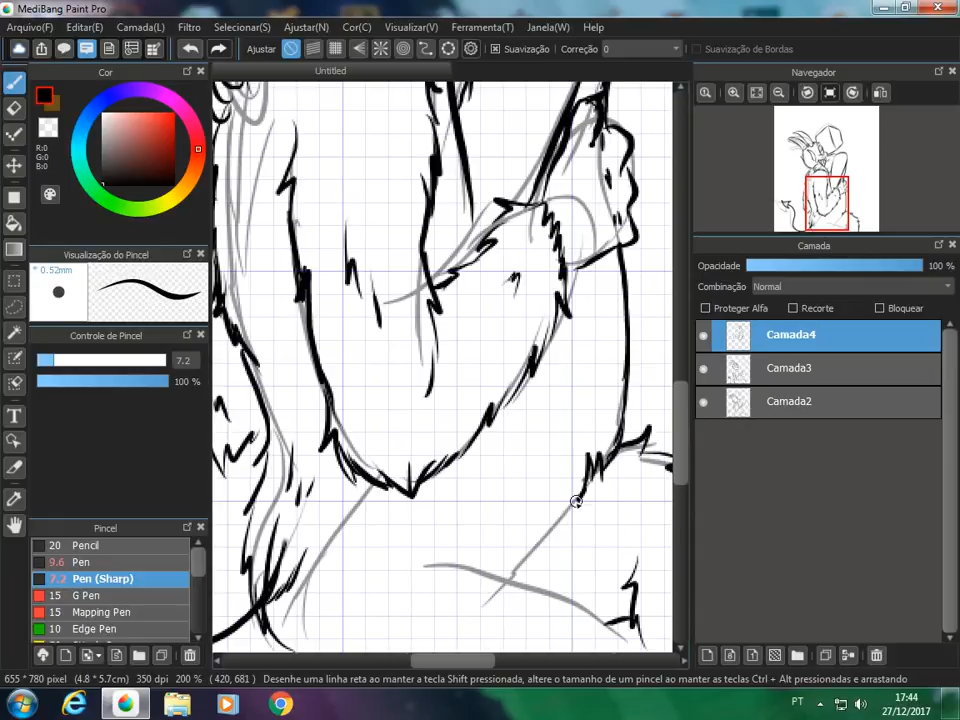 MediBang Paint Pro
Arquivo(F) Editar(E) Camada(L) Filtro Selecionar(S) Ajustar(N) Cor(C) Visualizar(V) Ferramenta(T) Janela(W) Help
Ajustar Suavização Correção 0 Suavização de Bordas
Cor
Untitled
Navegador
R:0
G:0
B:0
Visualização do Pincel
* 0.52mm
Controle de Pincel
7.2
100 %
Pincel
20 Pencil
9.6 Pen
7.2 Pen (Sharp)
15 G Pen
15 Mapping Pen
10 Edge Pen
Camada
Opacidade 100 %
Combinação Normal
Proteger Alfa Recorte Bloquear
Camada4
Camada3
Camada2
655 * 780 pixel (4.8 * 5.7cm) 350 dpi 200 % (420, 681) Desenhe uma linha reta ao manter a tecla Shift pressionada, altere o tamanho de um pincel ao manter as teclas Ctrl + Alt pressionadas e arrastando
PT 17:44
27/12/2017